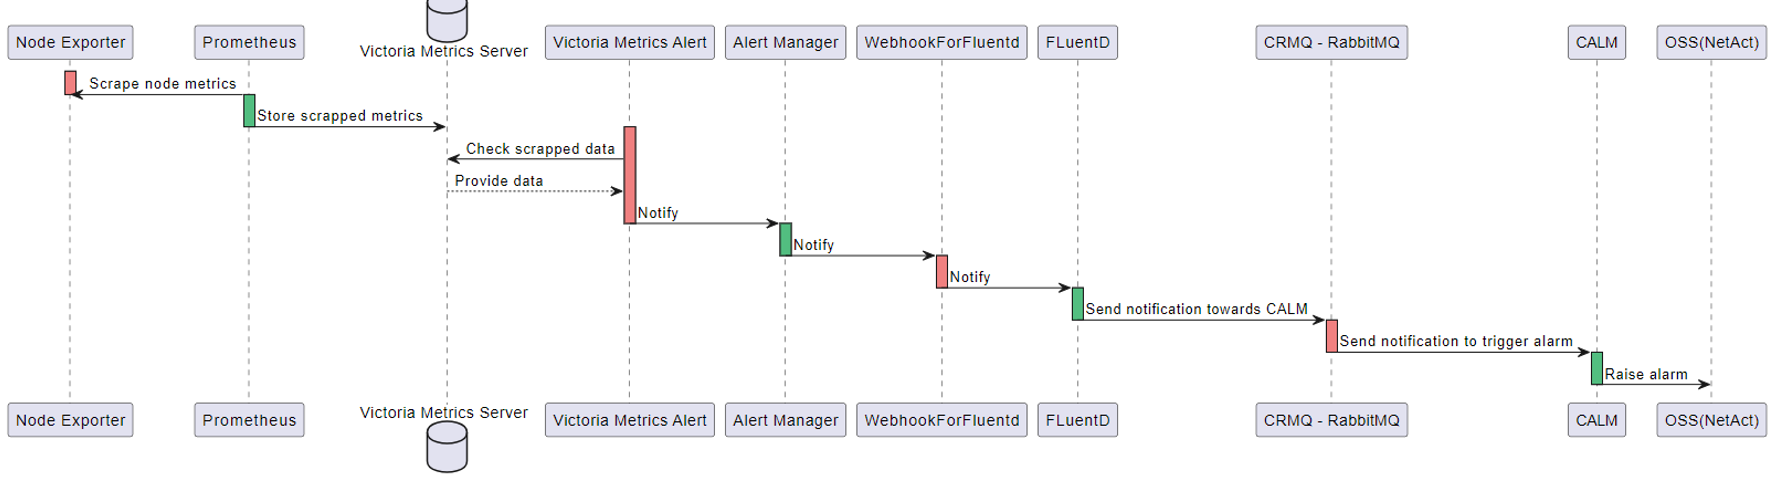 Node Exporter
Prometheus
Victoria Metrics Server
Victoria Metrics Alert
Alert Manager
WebhookForFluentd
FLuentD
CRMQ - RabbitMQ
CALM
OSS(NetAct)
Scrape node metrics
Store scrapped metrics
Check scrapped data
Provide data
Notify
Notify
Notify
Send notification towards CALM
Send notification to trigger alarm
Raise alarm
Node Exporter
Prometheus
Victoria Metrics Server
Victoria Metrics Alert
Alert Manager
WebhookForFluentd
FLuentD
CRMQ - RabbitMQ
CALM
OSS(NetAct)